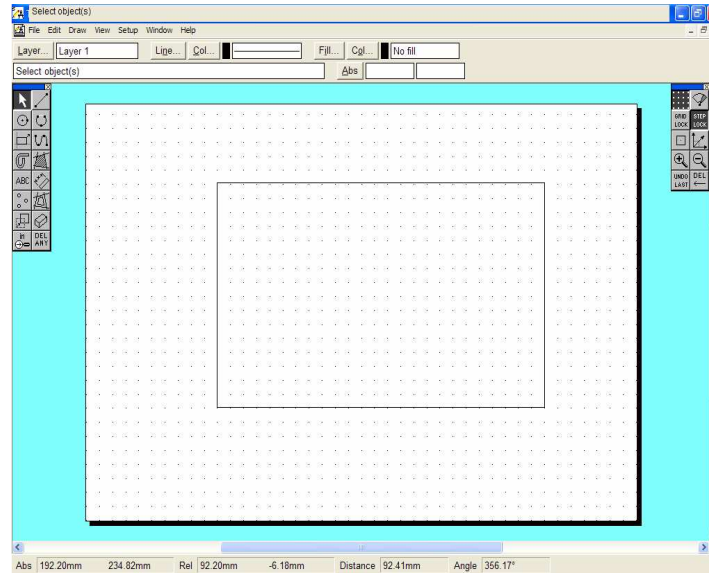 Select object(s)
File Edit Draw View Setup Window Help
Layer... Layer 1 Line... Col... Fill... Col... No fill
Select object(s) Abs
GRID LOCK STEP LOCK
ABC
UNDO LAST DEL
DEL ANY
Abs 192.20mm 234.82mm Rel 92.20mm -6.18mm Distance 92.41mm Angle 356.17°